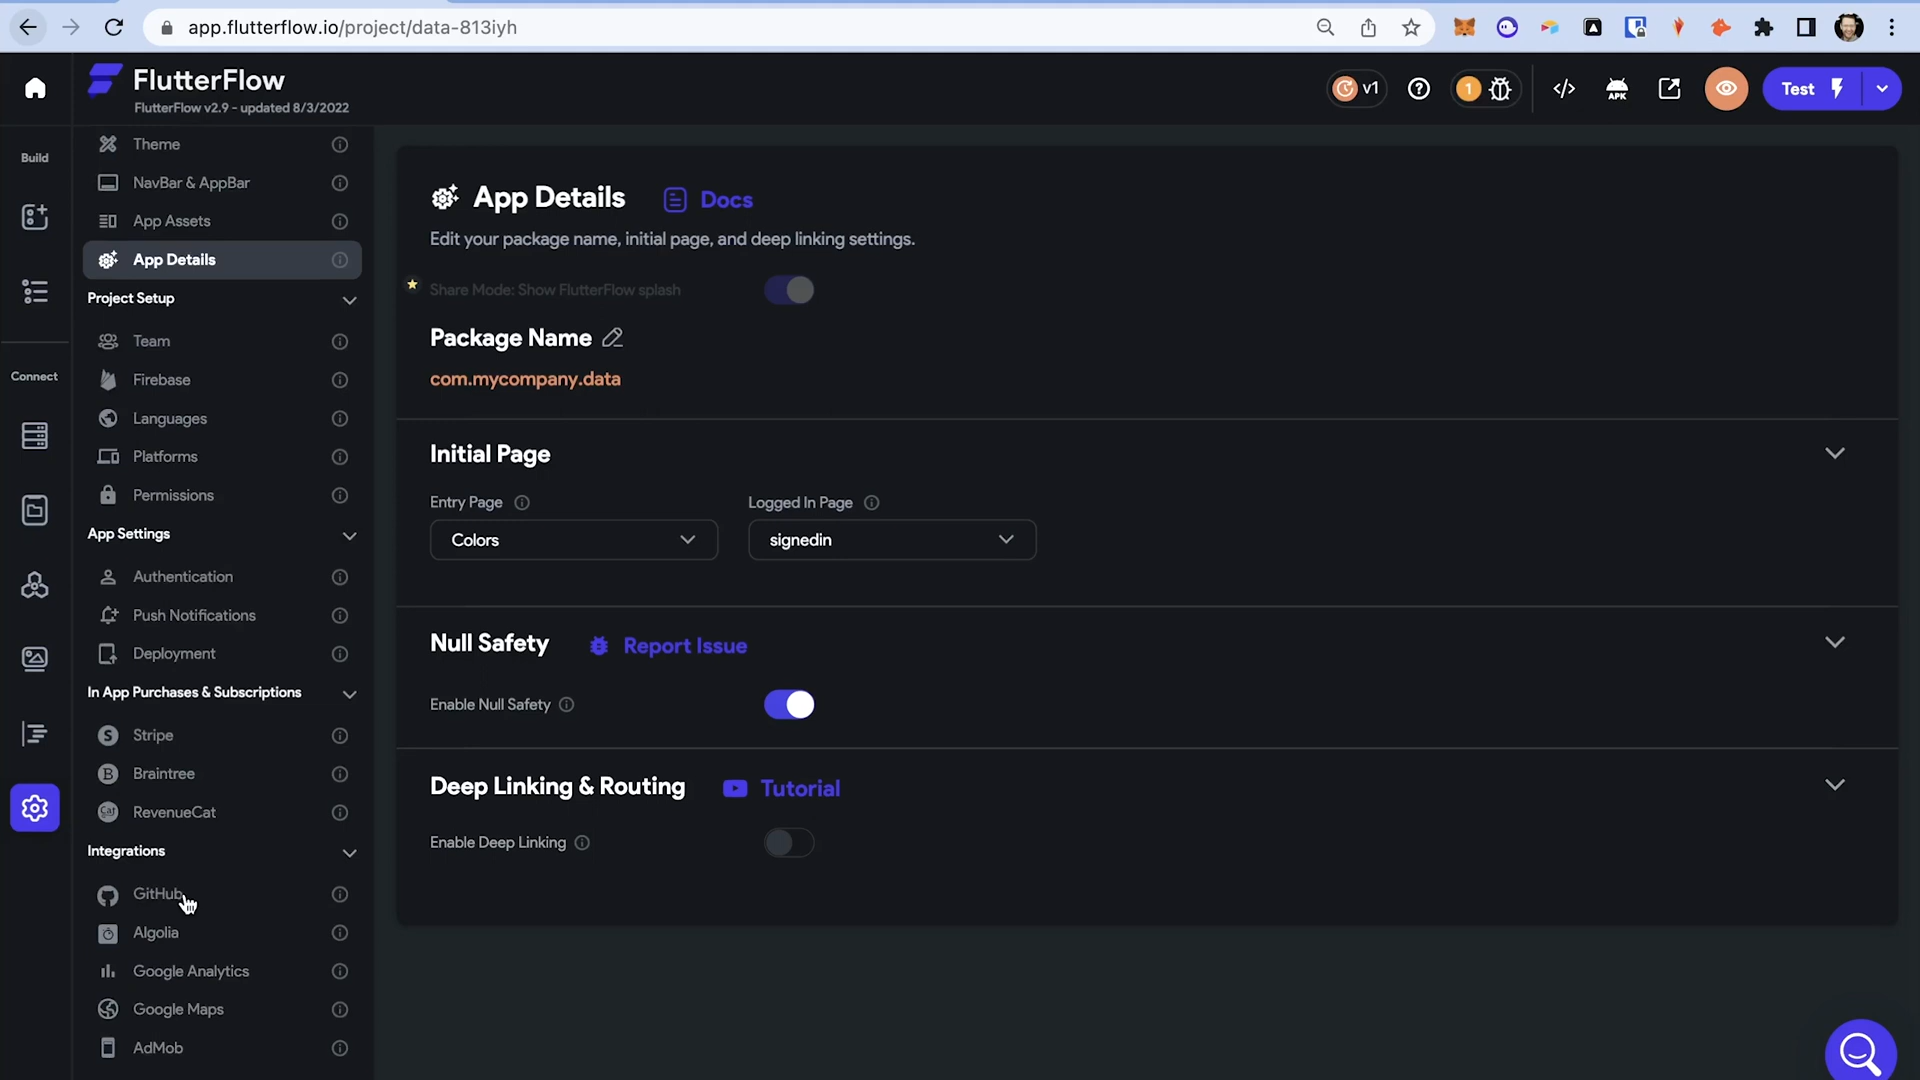 app.flutterflow.io/project/data-813iyh
FlutterFlow
FlutterFlow v2.9 - updated 8/3/2022
v1
1
APK
Test
Build
Connect
Theme
NavBar & AppBar
App Assets
App Details
Project Setup
Team
Firebase
Languages
Platforms
Permissions
App Settings
Authentication
Push Notifications
Deployment
In App Purchases & Subscriptions
Stripe
Braintree
RevenueCat
Integrations
GitHub
Algolia
Google Analytics
Google Maps
AdMob
App Details
Docs
Edit your package name, initial page, and deep linking settings.
Share Mode: Show FlutterFlow splash
Package Name
com.mycompany.data
Initial Page
Entry Page
Logged In Page
Colors
signedin
Null Safety
Report Issue
Enable Null Safety
Deep Linking & Routing
Tutorial
Enable Deep Linking